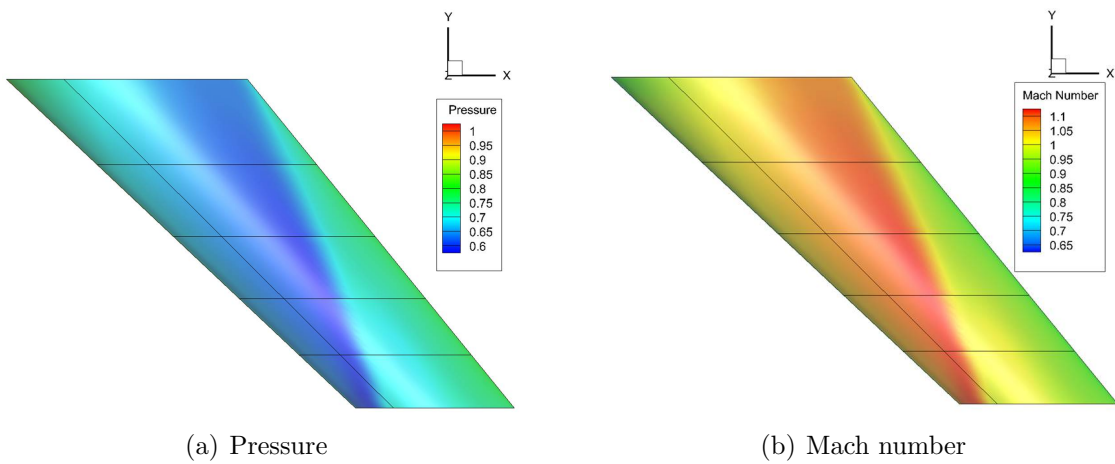 Y
Z
X
Pressure
1
0.95
0.9
0.85
0.8
0.75
0.7
0.65
0.6
(a) Pressure
Y
Z
X
Mach Number
1.1
1.05
1
0.95
0.9
0.85
0.8
0.75
0.7
0.65
(b) Mach number